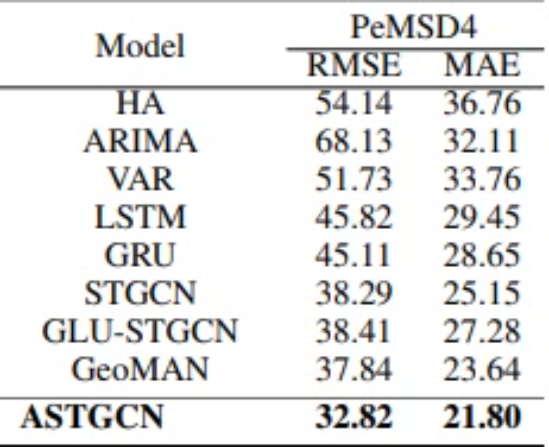 Model PeMSD4
RMSE MAE
HA 54.14 36.76
ARIMA 68.13 32.11
VAR 51.73 33.76
LSTM 45.82 29.45
GRU 45.11 28.65
STGCN 38.29 25.15
GLU-STGCN 38.41 27.28
GeoMAN 37.84 23.64
ASTGCN 32.82 21.80